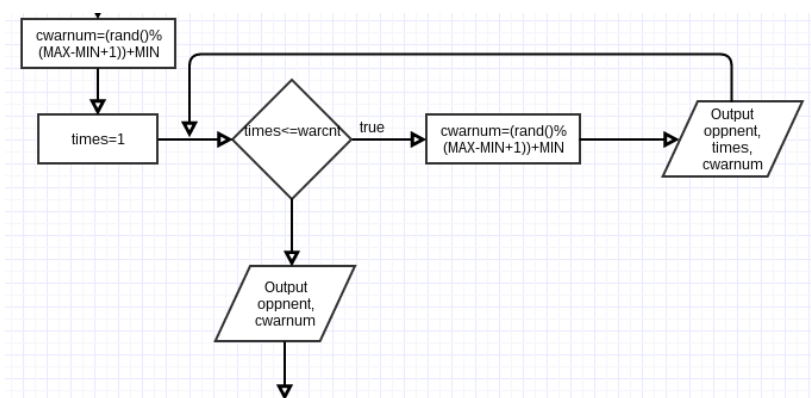 cwarnum=(rand()%
(MAX-MIN+1))+MIN
times=1
times<=warcnt
true
cwarnum=(rand()%
(MAX-MIN+1))+MIN
Output
oppnent,
times,
cwarnum
Output
oppnent,
cwarnum